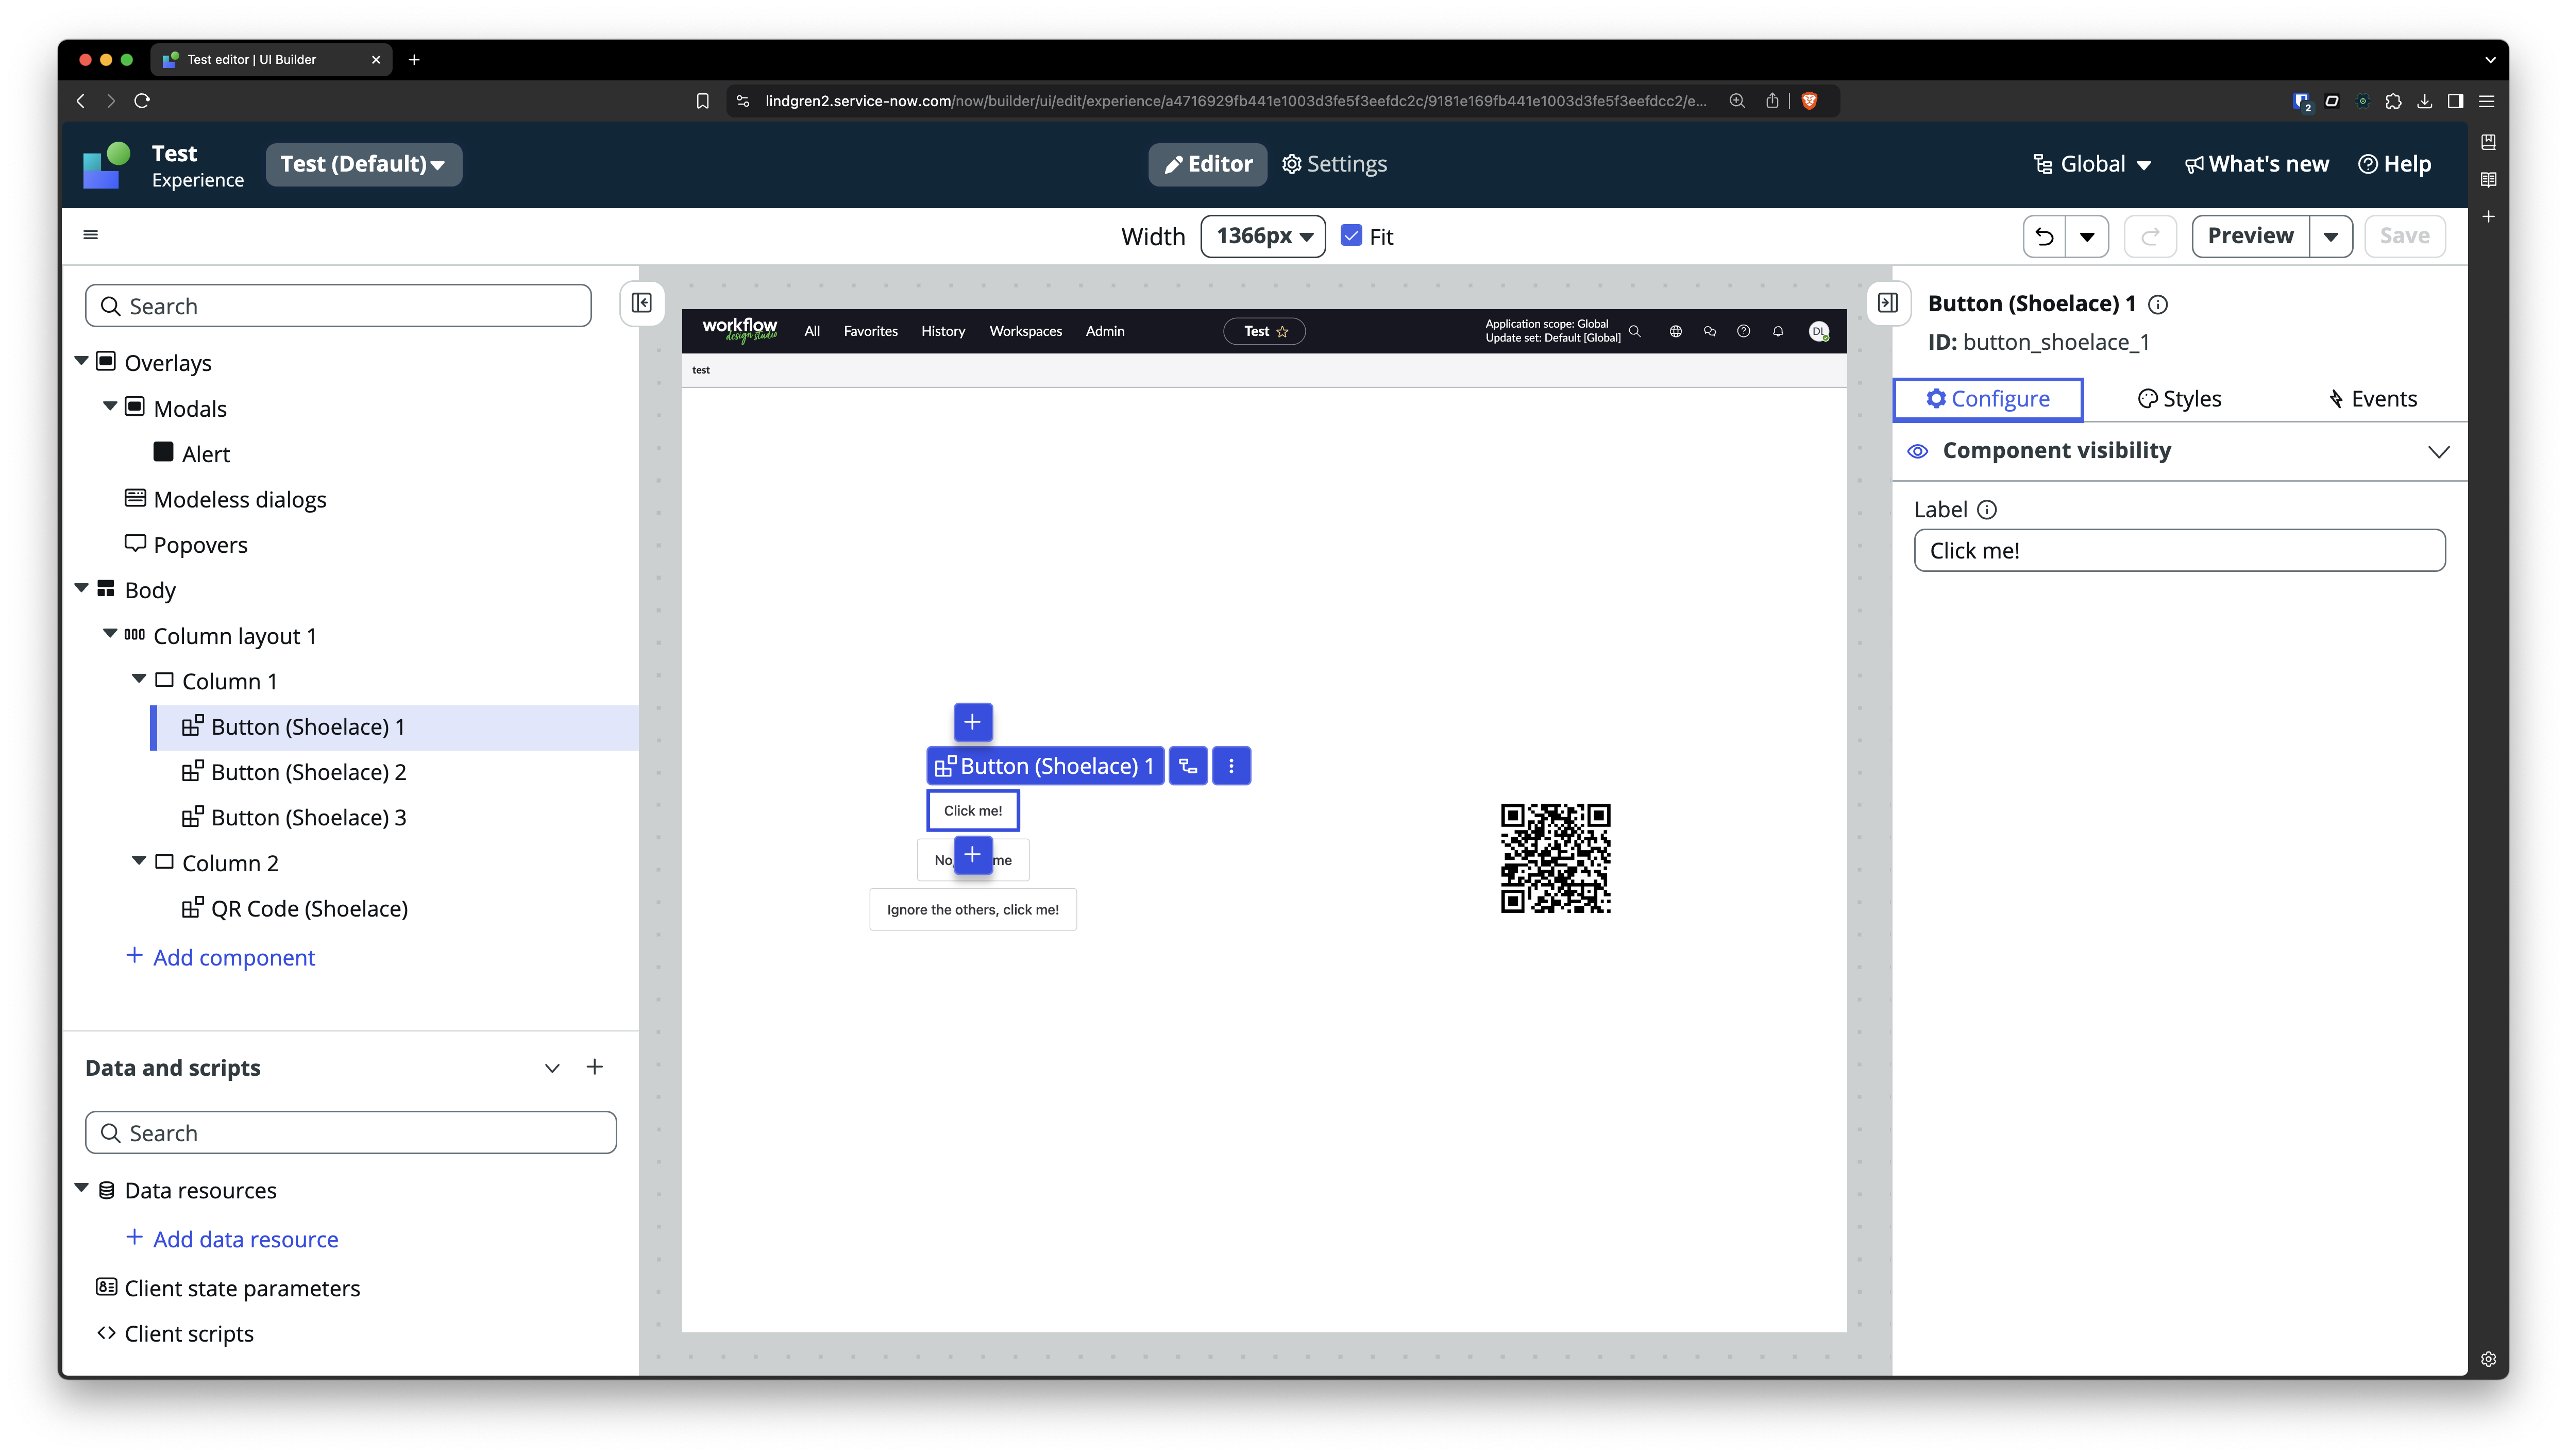 Test editor | UI Builder
lindgren2.service-now.com/now/builder/ui/edit/experience/a4716929fb441e1003d3fe5f3eefdc2c/9181e169fb441e1003d3fe5f3eefdcc2/e...
2
Test
Experience
Test (Default)
Editor
Settings
Global
What's new
Help
Width
1366px
Fit
Preview
Save
Search
Overlays
Modals
Alert
Modeless dialogs
Popovers
Body
Column layout 1
Column 1
Button (Shoelace) 1
Button (Shoelace) 2
Button (Shoelace) 3
Column 2
QR Code (Shoelace)
+ Add component
Data and scripts
Search
Data resources
+ Add data resource
Client state parameters
Client scripts
workflow
design studio
All
Favorites
History
Workspaces
Admin
Test
Application scope: Global
Update set: Default [Global]
DL
test
Button (Shoelace) 1
Click me!
No me
Ignore the others, click me!
Button (Shoelace) 1
ID: button_shoelace_1
Configure
Styles
Events
Component visibility
Label
Click me!